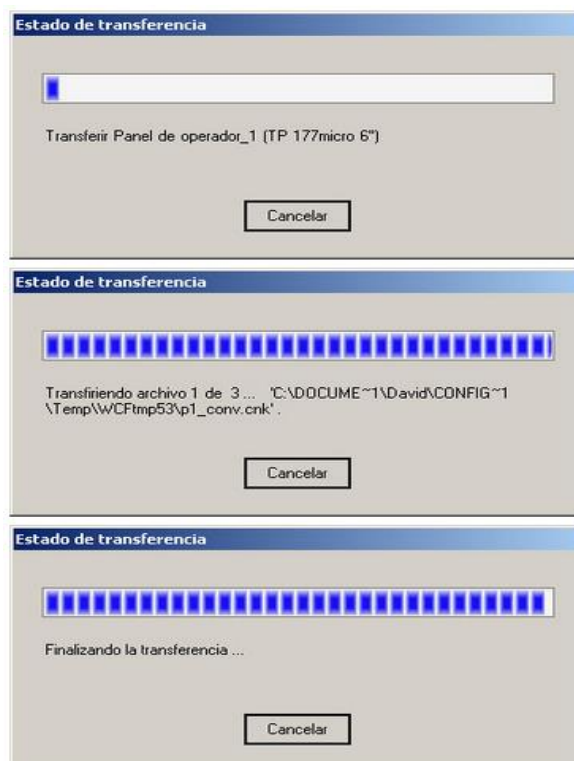 Estado de transferencia
Transferir Panel de operador_1 (TP 177micro 6")
Cancelar
Estado de transferencia
Transfiriendo archivo 1 de 3 ... 'C:\DOCUME~1\David\CONFIG~1
\Temp\WCFtmp53\p1_conv.cnk' .
Cancelar
Estado de transferencia
Finalizando la transferencia ...
Cancelar